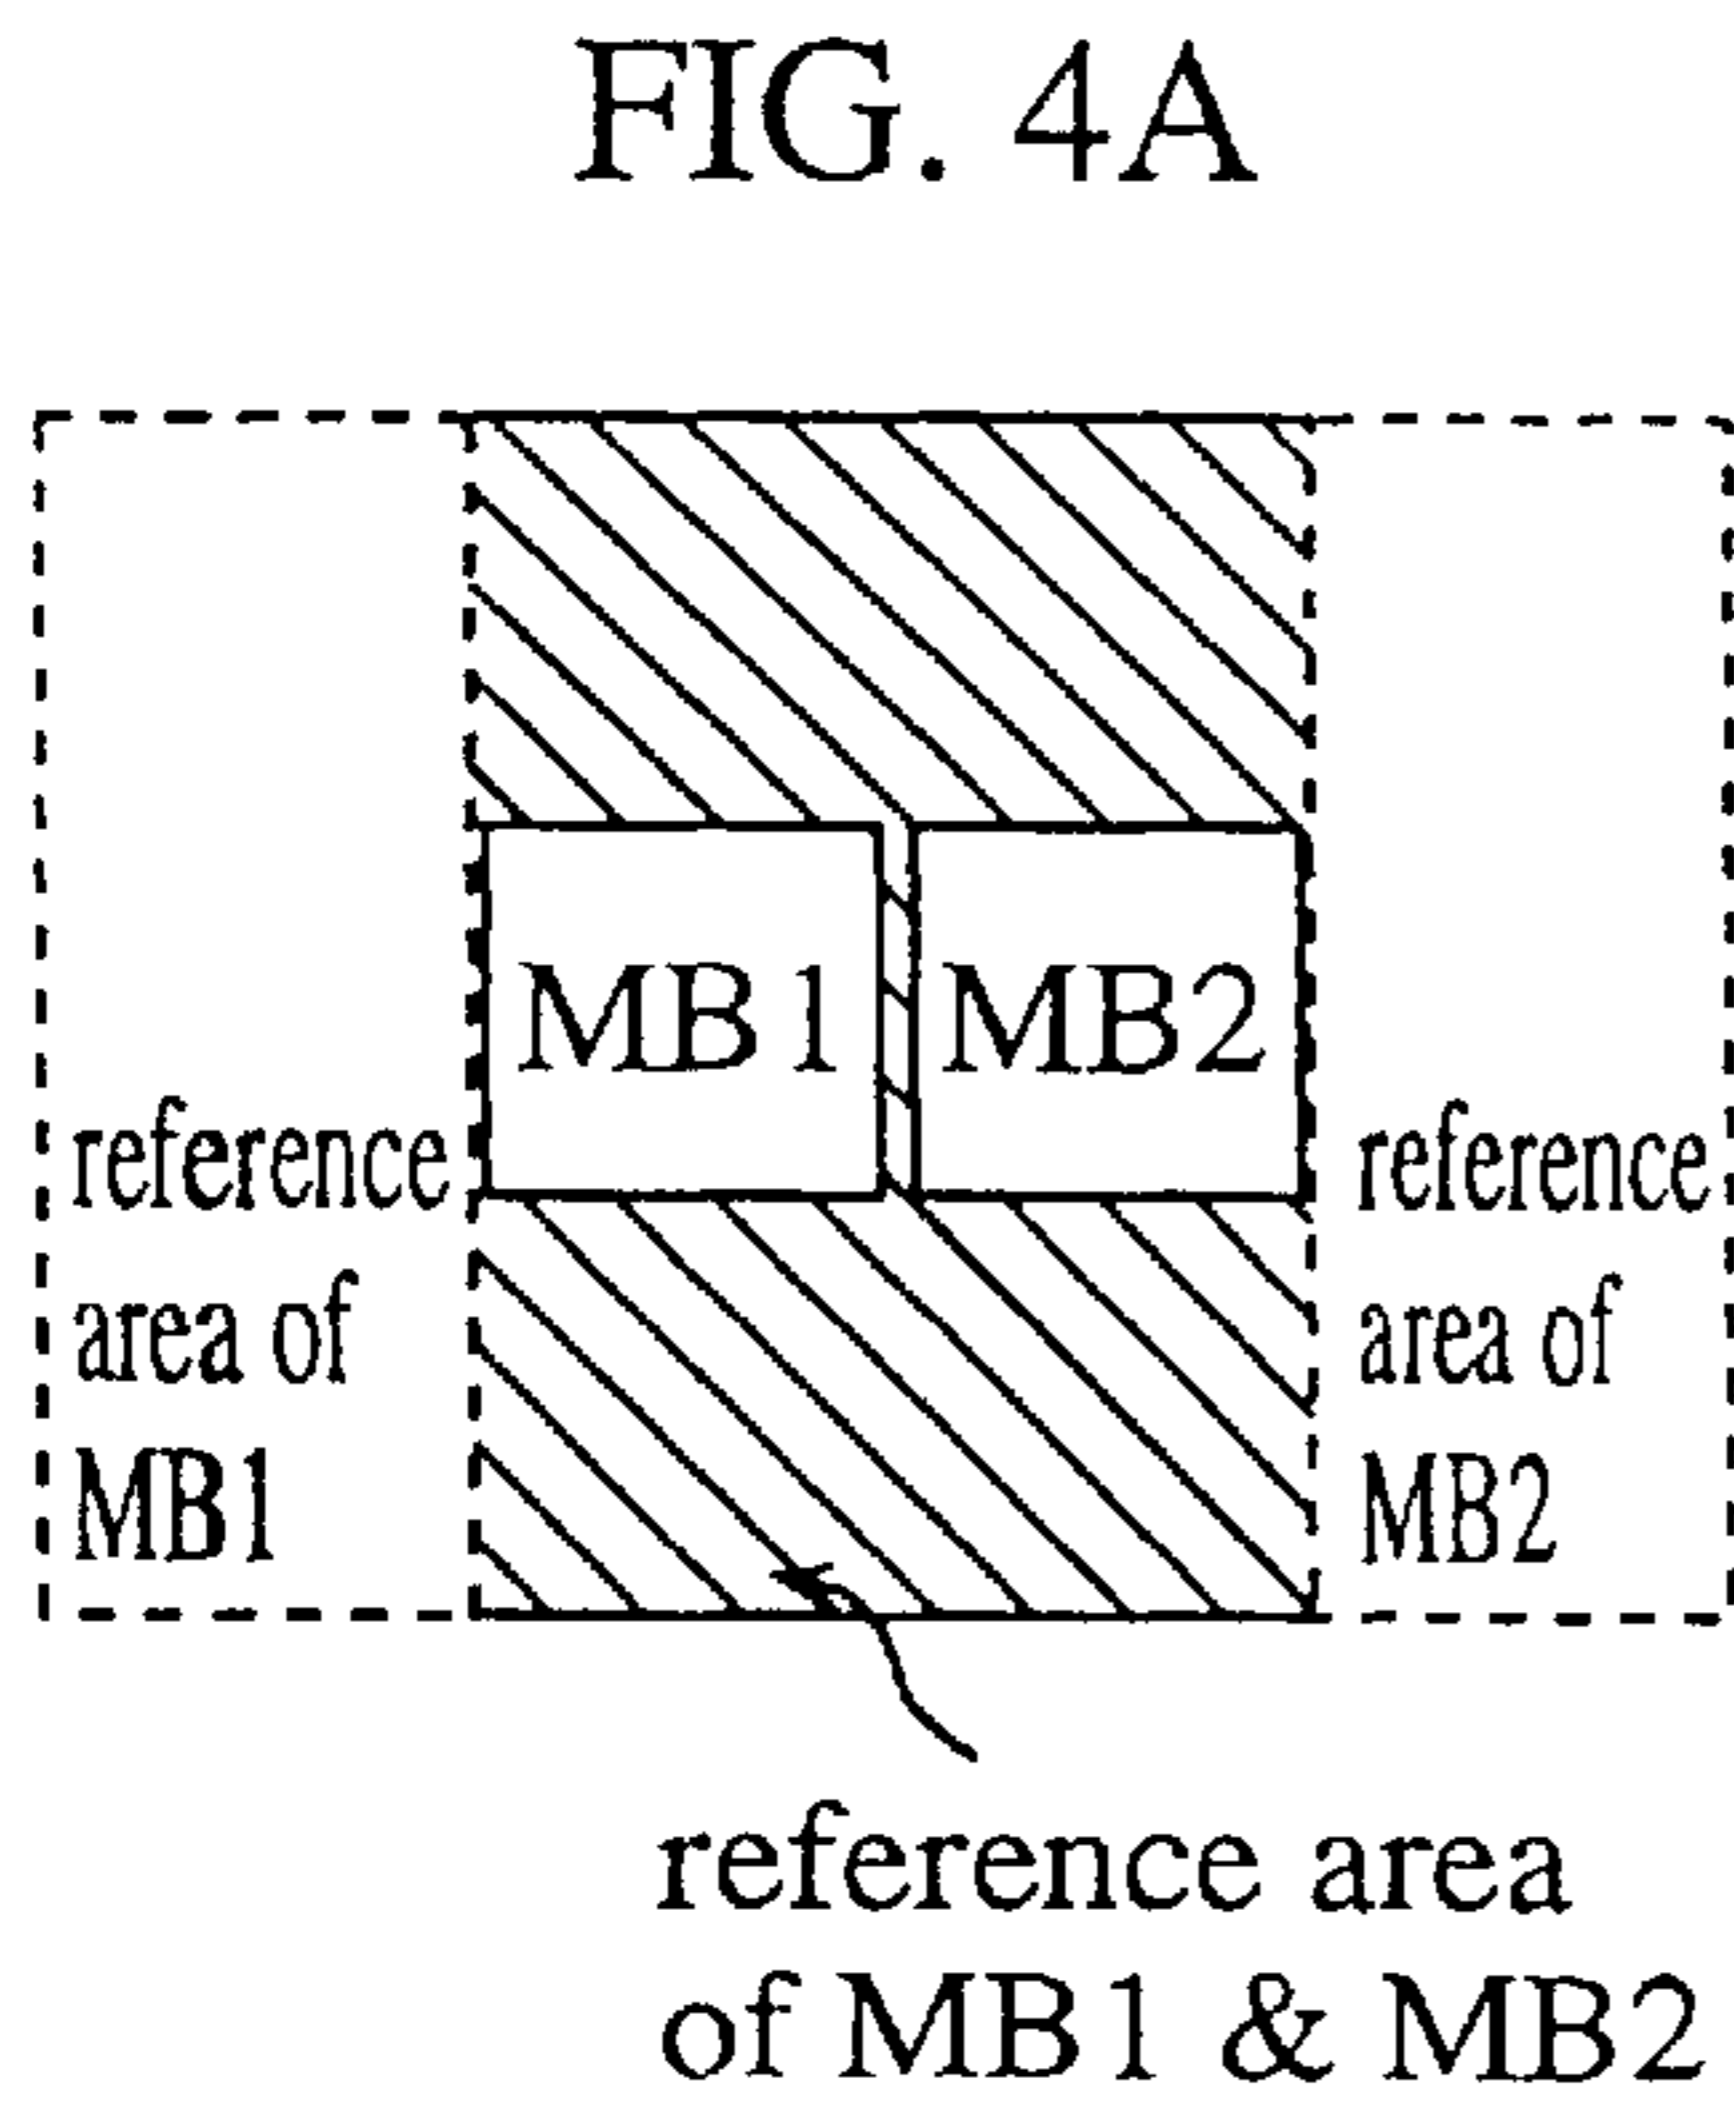 FIG. 4A
MB1
MB2
reference
area of
MB1
reference
area of
MB2
reference area
of MB1 & MB2